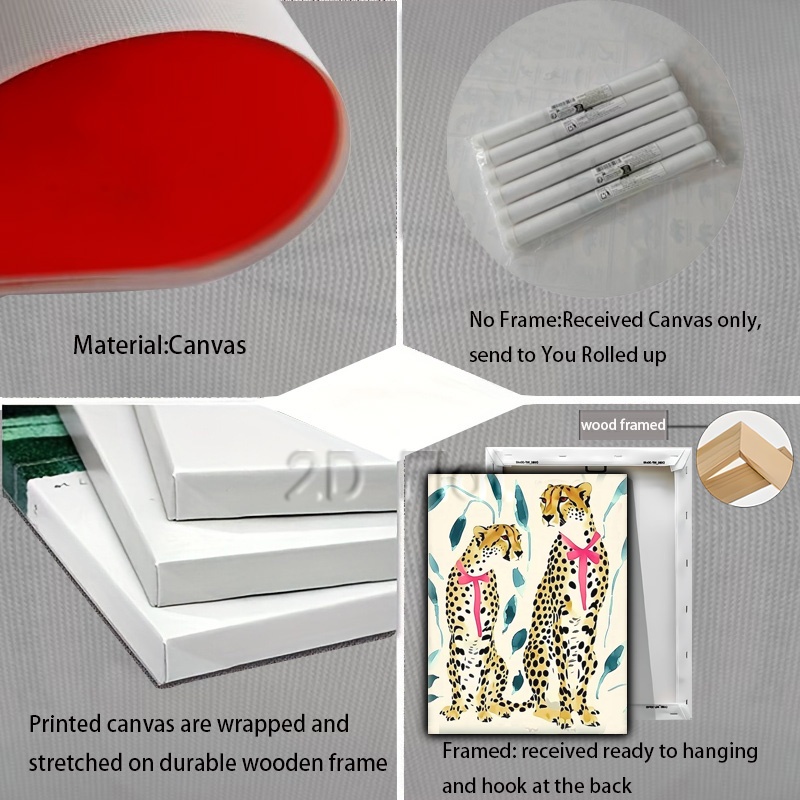 Material:Canvas
No Frame:Received Canvas only,
send to You Rolled up
wood framed
2D
Printed canvas are wrapped and
stretched on durable wooden frame
Framed: received ready to hanging
and hook at the back